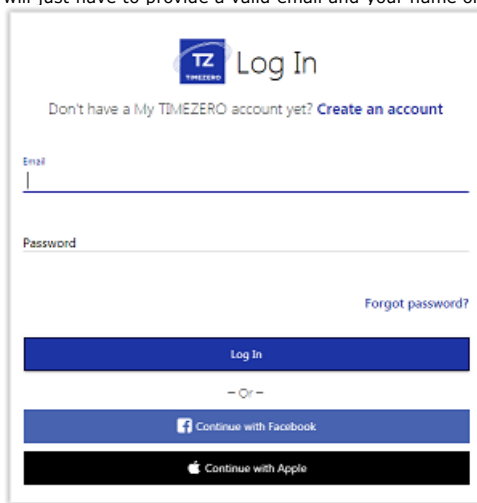 will just have to provide a valid email and your name or
TZ
TIMEZERO
Log In
Don't have a My TIMEZERO account yet? Create an account
Email
Password
Forgot password?
Log In
– Or –
Continue with Facebook
Continue with Apple